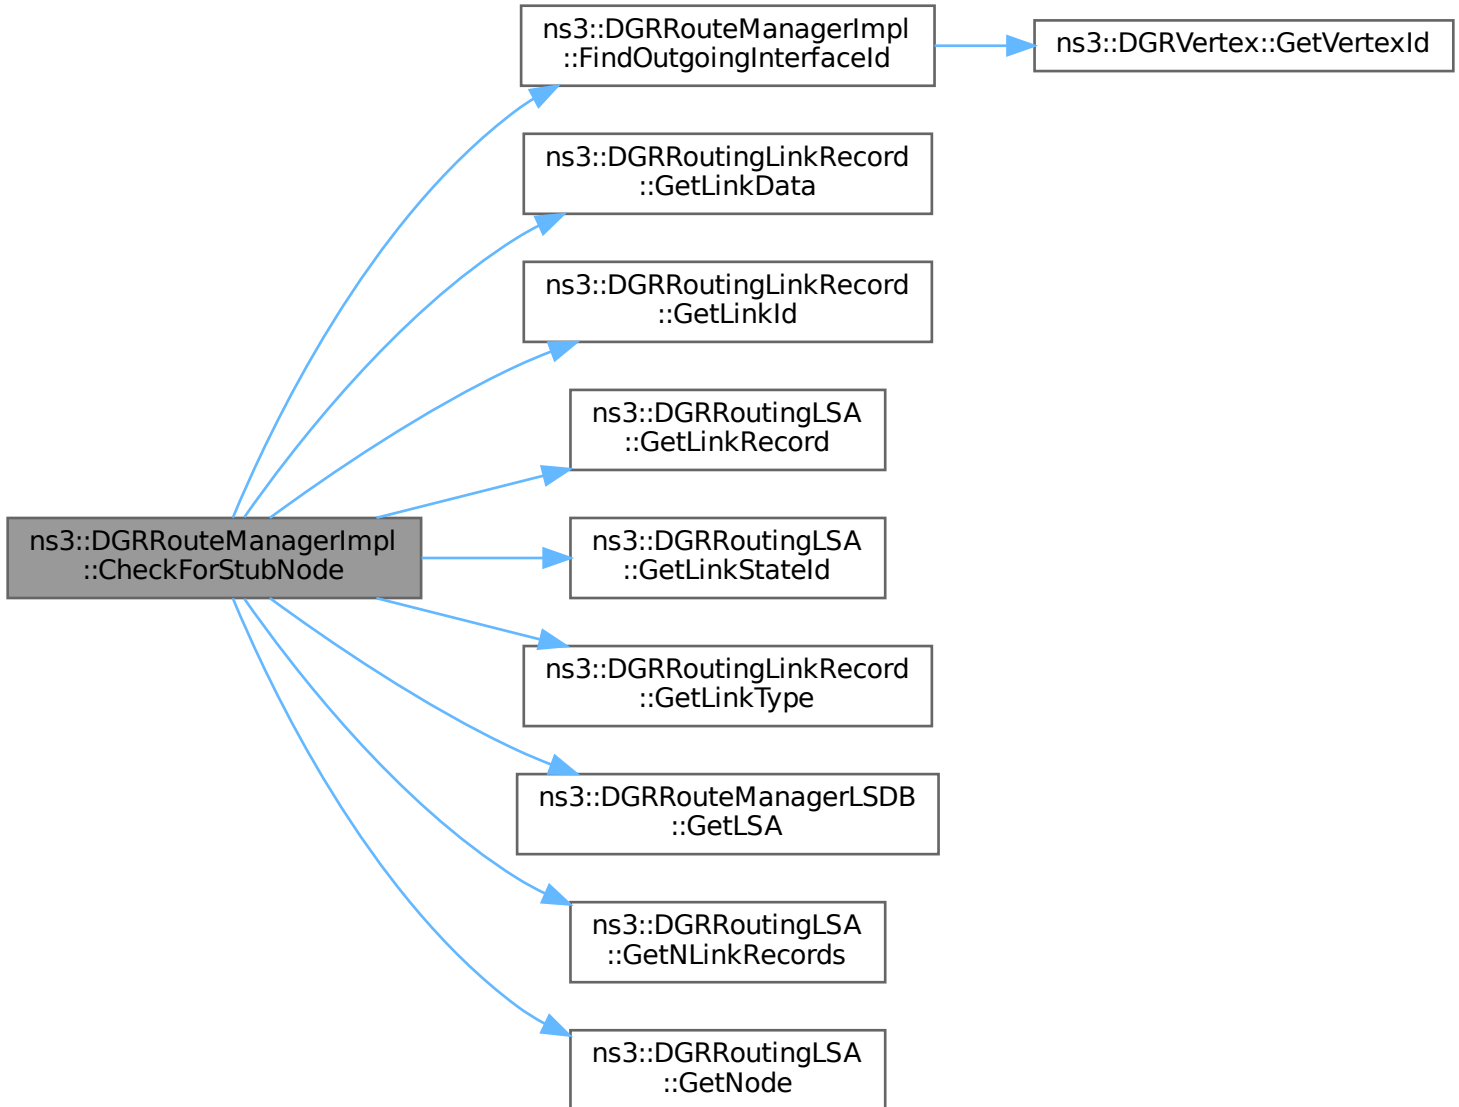 ns3::DGRRouteManagerImpl
::FindOutgoingInterfaceId
ns3::DGRVertex::GetVertexId
ns3::DGRRoutingLinkRecord
::GetLinkData
ns3::DGRRoutingLinkRecord
::GetLinkId
ns3::DGRRoutingLSA
::GetLinkRecord
ns3::DGRRouteManagerImpl
::CheckForStubNode
ns3::DGRRoutingLSA
::GetLinkStateId
ns3::DGRRoutingLinkRecord
::GetLinkType
ns3::DGRRouteManagerLSDB
::GetLSA
ns3::DGRRoutingLSA
::GetNLinkRecords
ns3::DGRRoutingLSA
::GetNode